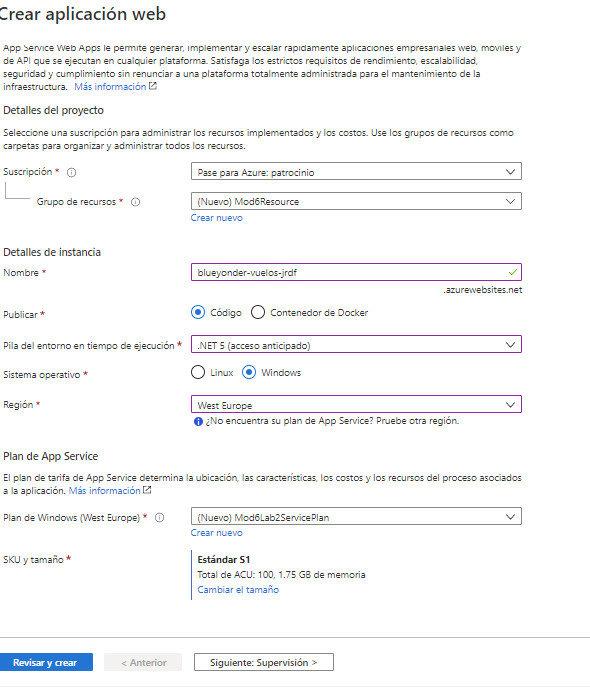 Crear aplicación web
App Service Web Apps le permite generar, implementar y escalar rápidamente aplicaciones empresariales web, móviles y
de API que se ejecutan en cualquier plataforma. Satisfaga los estrictos requisitos de rendimiento, escalabilidad,
seguridad y cumplimiento sin renunciar a una plataforma totalmente administrada para el mantenimiento de la
infraestructura. Más información
Detalles del proyecto
Seleccione una suscripción para administrar los recursos implementados y los costos. Use los grupos de recursos como
carpetas para organizar y administrar todos los recursos.
Suscripción * Pase para Azure: patrocinio
Grupo de recursos * (Nuevo) Mod6Resource
Crear nuevo
Detalles de instancia
Nombre * blueyonder-vuelos-jrdf
.azurewebsites.net
Publicar * Código Contenedor de Docker
Pila del entorno en tiempo de ejecución * .NET 5 (acceso anticipado)
Sistema operativo * Linux Windows
Región * West Europe
¿No encuentra su plan de App Service? Pruebe otra región.
Plan de App Service
El plan de tarifa de App Service determina la ubicación, las características, los costos y los recursos del proceso asociados
a la aplicación. Más información
Plan de Windows (West Europe) * (Nuevo) Mod6Lab2ServicePlan
Crear nuevo
SKU y tamaño * Estándar S1
Total de ACU: 100, 1.75 GB de memoria
Cambiar el tamaño
Revisar y crear < Anterior Siguiente: Supervisión >